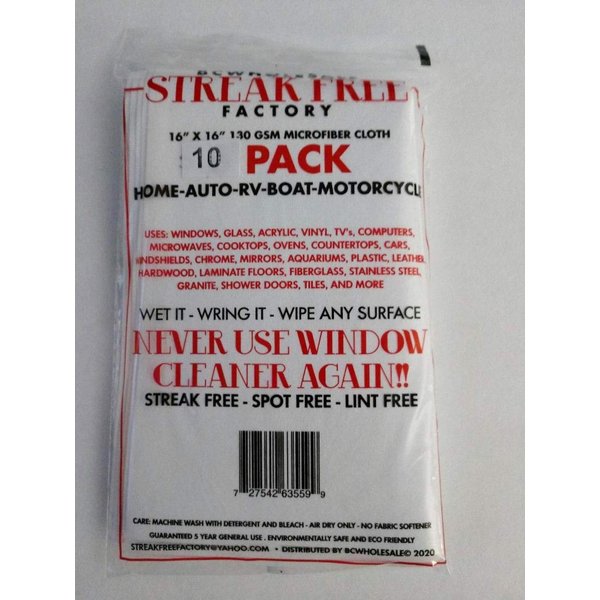 BCWHOLESALE
STREAK FREE
FACTORY
16" X 16" 130 GSM MICROFIBER CLOTH
10 PACK
HOME-AUTO-RV-BOAT-MOTORCYCLE
USES: WINDOWS, GLASS, ACRYLIC, VINYL, TV's, COMPUTERS,
MICROWAVES, COOKTOPS, OVENS, COUNTERTOPS, CARS,
WINDSHIELDS, CHROME, MIRRORS, AQUARIUMS, PLASTIC, LEATHER
HARDWOOD, LAMINATE FLOORS, FIBERGLASS, STAINLESS STEEL,
GRANITE, SHOWER DOORS, TILES, AND MORE
WET IT - WRING IT - WIPE ANY SURFACE
NEVER USE WINDOW
CLEANER AGAIN!!
STREAK FREE - SPOT FREE - LINT FREE
7 27542 63559 9
CARE: MACHINE WASH WITH DETERGENT AND BLEACH - AIR DRY ONLY - NO FABRIC SOFTENER
GUARANTEED 5 YEAR GENERAL USE . ENVIRONMENTALLY SAFE AND ECO FRIENDLY
STREAKFREEFACTORY@YAHOO.COM • DISTRIBUTED BY BCWHOLESALE© 2020